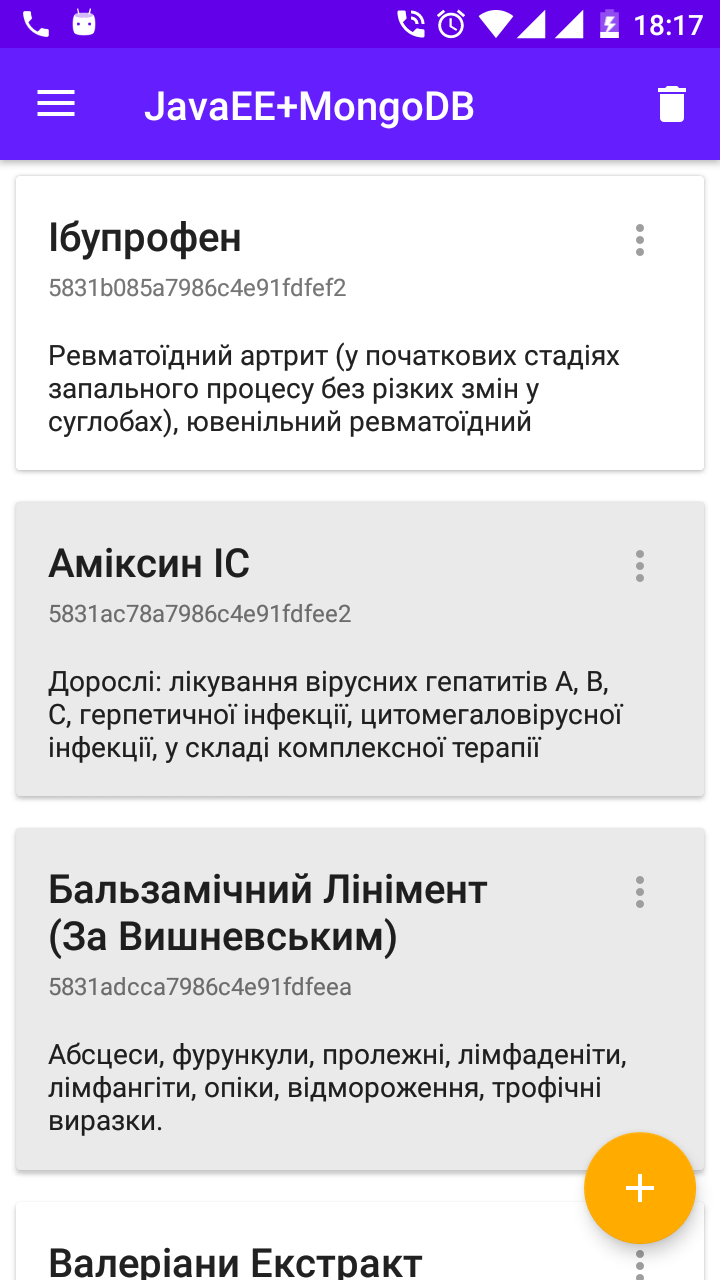 18:17
JavaEE+MongoDB
Ібупрофен
5831b085a7986c4e91fdfef2
Ревматоїдний артрит (у початкових стадіях
запального процесу без різких змін у
суглобах), ювенільний ревматоїдний
Аміксин ІС
5831ac78a7986c4e91fdfee2
Дорослі: лікування вірусних гепатитів А, В,
С, герпетичної інфекції, цитомегаловірусної
інфекції, у складі комплексної терапії
Бальзамічний Лінімент
(За Вишневським)
5831adcca7986c4e91fdfeea
Абсцеси, фурункули, пролежні, лімфаденіти,
лімфангіти, опіки, відмороження, трофічні
виразки.
Валеріани Екстракт